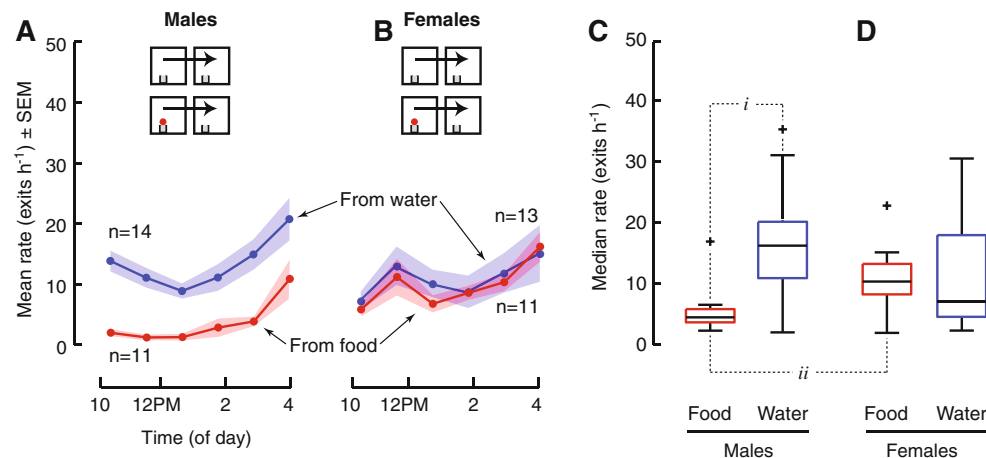 A
Males
B
Females
C
D
Mean rate (exits h⁻¹) ± SEM
50
40
30
20
10
0
n=14
n=11
From water
From food
n=13
n=11
10
12PM
2
4
10
12PM
2
4
Time (of day)
Median rate (exits h⁻¹)
50
40
30
20
10
0
i
ii
Food
Water
Food
Water
Males
Females